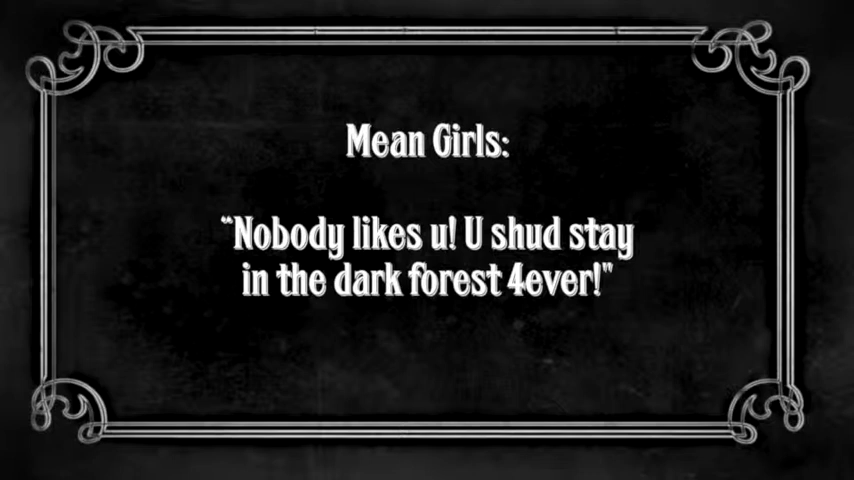 Mean Girls:
“Nobody likes u! U shud stay
in the dark forest 4ever!"